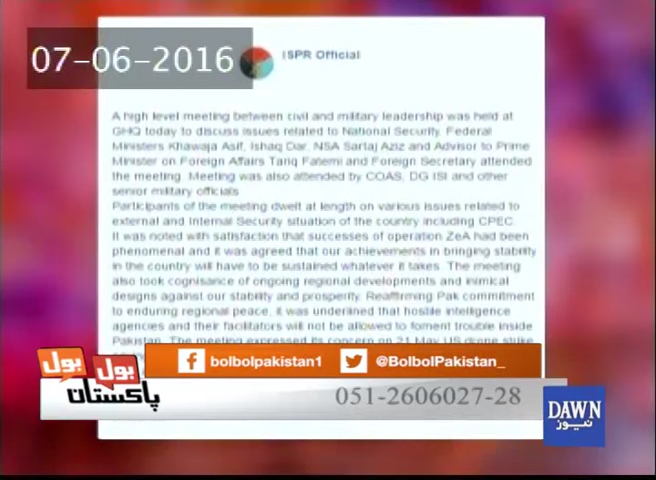 07-06-2016
ISPR Official
A high level meeting between civil and military leadership was held at
GHQ today to discuss issues related to National Security. Federal
Ministers Khawaja Asif, Ishaq Dar, NSA Sartaj Aziz and Advisor to Prime
Minister on Foreign Affairs Tariq Fatemi and Foreign Secretary attended
the meeting. Meeting was also attended by COAS, DG ISI and other
senior military officials
Participants of the meeting dwelt at length on various issues related to
external and Internal Security situation of the country including CPEC.
It was noted with satisfaction that successes of operation ZeA had been
phenomenal and it was agreed that our achievements in bringing stability
in the country will have to be sustained whatever it takes. The meeting
also took cognisance of ongoing regional developments and inimical
designs against our stability and prosperity. Reaffirming Pak commitment
to enduring regional peace, it was underlined that hostile intelligence
agencies and their facilitators will not be allowed to foment trouble inside
Pakistan. The meeting expressed its concern on 21 May, US drone strike
بول بول پاکستان
bolbolpakistan1
@BolbolPakistan_
051-2606027-28
DAWN
نیوز